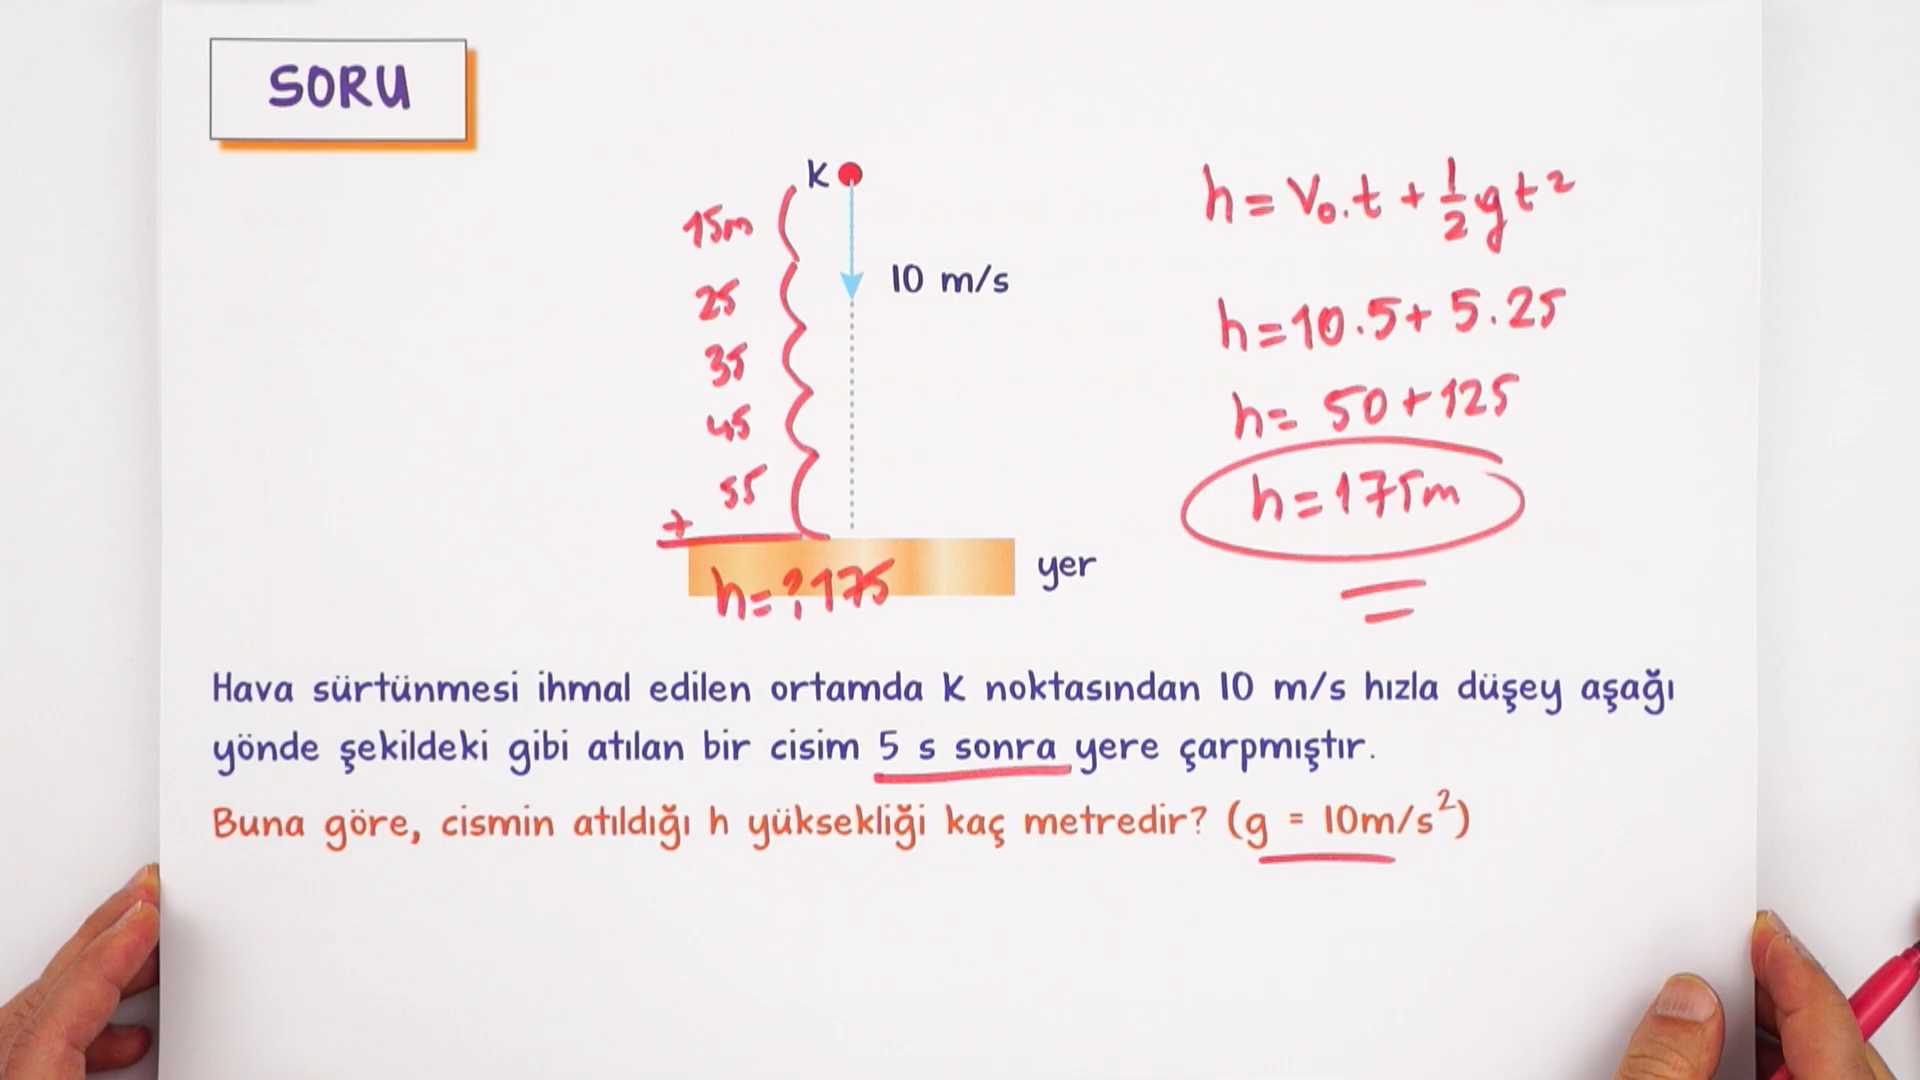 SORU
K
15m
25
35
45
55
+
10 m/s
h=?175
yer
h = V₀.t + 1/2 gt²
h=10.5+ 5.25
h= 50+125
h=175m
Hava sürtünmesi ihmal edilen ortamda K noktasından 10 m/s hızla düşey aşağı
yönde şekildeki gibi atılan bir cisim 5 s sonra yere çarpmıştır.
Buna göre, cismin atıldığı h yüksekliği kaç metredir? (g = 10m/s²)